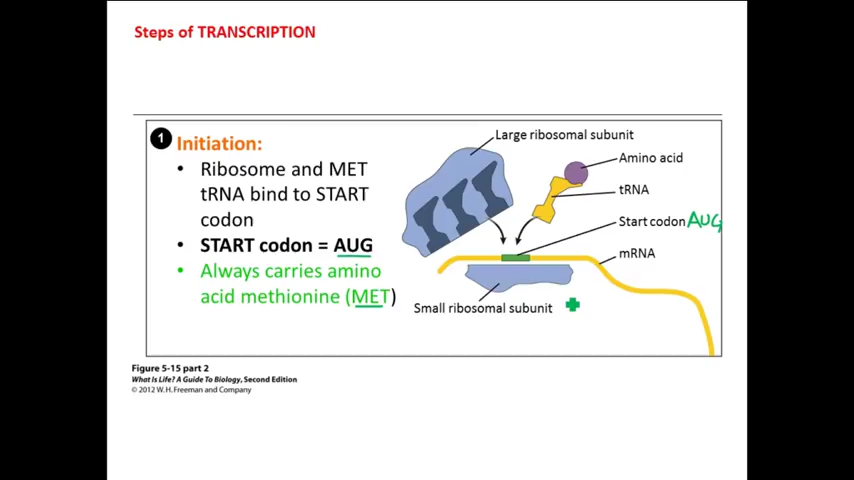 Steps of TRANSCRIPTION
1 Initiation:
• Ribosome and MET
tRNA bind to START
codon
• START codon = AUG
• Always carries amino
acid methionine (MET)
Large ribosomal subunit
Amino acid
tRNA
Start codon AUG
mRNA
Small ribosomal subunit
Figure 5-15 part 2
What Is Life? A Guide To Biology, Second Edition
© 2012 W. H. Freeman and Company